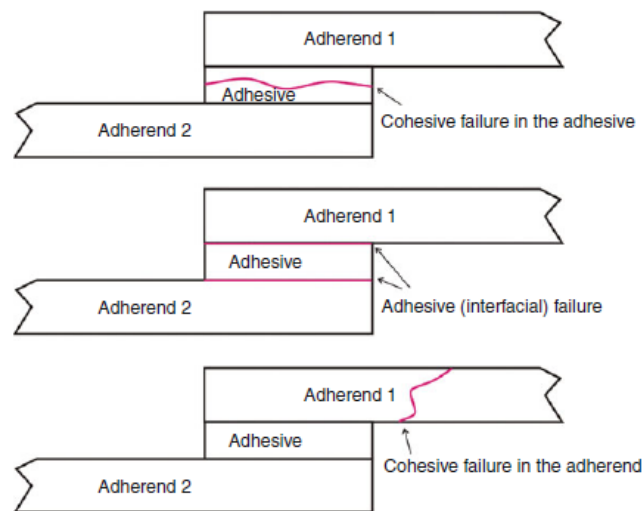 Adherend 1
Adhesive
Cohesive failure in the adhesive
Adherend 2
Adherend 1
Adhesive
Adhesive (interfacial) failure
Adherend 2
Adherend 1
Adhesive
Cohesive failure in the adherend
Adherend 2